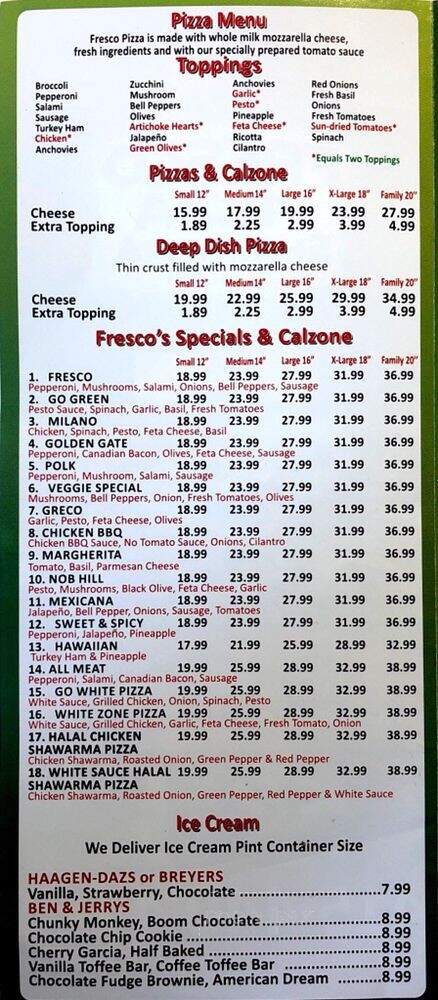 Pizza Menu
Fresco Pizza is made with whole milk mozzarella cheese,
fresh ingredients and with our specially prepared tomato sauce
Toppings
Broccoli Zucchini Anchovies Red Onions
Pepperoni Mushroom Garlic* Fresh Basil
Salami Bell Peppers Pesto* Onions
Sausage Olives Pineapple Fresh Tomatoes
Turkey Ham Artichoke Hearts* Feta Cheese* Sun-dried Tomatoes*
Chicken* Jalapeño Ricotta Spinach
Anchovies Green Olives* Cilantro
*Equals Two Toppings
Pizzas & Calzone
Small 12" Medium 14" Large 16" X-Large 18" Family 20"
Cheese 15.99 17.99 19.99 23.99 27.99
Extra Topping 1.89 2.25 2.99 3.99 4.99
Deep Dish Pizza
Thin crust filled with mozzarella cheese
Small 12" Medium 14" Large 16" X-Large 18" Family 20"
Cheese 19.99 22.99 25.99 29.99 34.99
Extra Topping 1.89 2.25 2.99 3.99 4.99
Fresco's Specials & Calzone
Small 12" Medium 14" Large 16" X-Large 18" Family 20"
1. FRESCO 18.99 23.99 27.99 31.99 36.99
Pepperoni, Mushrooms, Salami, Onions, Bell Peppers, Sausage
2. GO GREEN 18.99 23.99 27.99 31.99 36.99
Pesto Sauce, Spinach, Garlic, Basil, Fresh Tomatoes
3. MILANO 18.99 23.99 27.99 31.99 36.99
Chicken, Spinach, Pesto, Feta Cheese, Basil
4. GOLDEN GATE 18.99 23.99 27.99 31.99 36.99
Pepperoni, Canadian Bacon, Olives, Feta Cheese, Sausage
5. POLK 18.99 23.99 27.99 31.99 36.99
Pepperoni, Mushroom, Salami, Sausage
6. VEGGIE SPECIAL 18.99 23.99 27.99 31.99 36.99
Mushrooms, Bell Peppers, Onion, Fresh Tomatoes, Olives
7. GRECO 18.99 23.99 27.99 31.99 36.99
Garlic, Pesto, Feta Cheese, Olives
8. CHICKEN BBQ 18.99 23.99 27.99 31.99 36.99
Chicken BBQ Sauce, No Tomato Sauce, Onions, Cilantro
9. MARGHERITA 18.99 23.99 27.99 31.99 36.99
Tomato, Basil, Parmesan Cheese
10. NOB HILL 18.99 23.99 27.99 31.99 36.99
Pesto, Mushrooms, Black Olive, Feta Cheese, Garlic
11. MEXICANA 18.99 23.99 27.99 31.99 36.99
Jalapeño, Bell Pepper, Onions, Sausage, Tomatoes
12. SWEET & SPICY 18.99 23.99 27.99 31.99 36.99
Pepperoni, Jalapeño, Pineapple
13. HAWAIIAN 17.99 21.99 25.99 28.99 32.99
Turkey Ham & Pineapple
14. ALL MEAT 19.99 25.99 28.99 32.99 38.99
Pepperoni, Salami, Canadian Bacon, Sausage
15. GO WHITE PIZZA 19.99 25.99 28.99 32.99 38.99
White Sauce, Grilled Chicken, Onion, Spinach, Pesto
16. WHITE ZONE PIZZA 19.99 25.99 28.99 32.99 38.99
White Sauce, Grilled Chicken, Garlic, Feta Cheese, Fresh Tomato, Onion
17. HALAL CHICKEN 19.99 25.99 28.99 32.99 38.99
SHAWARMA PIZZA
Chicken Shawarma, Roasted Onion, Green Pepper & Red Pepper
18. WHITE SAUCE HALAL 19.99 25.99 28.99 32.99 38.99
SHAWARMA PIZZA
Chicken Shawarma, Roasted Onion, Green Pepper, Red Pepper & White Sauce
Ice Cream
We Deliver Ice Cream Pint Container Size
HAAGEN-DAZS or BREYERS
Vanilla, Strawberry, Chocolate ..............................7.99
BEN & JERRYS
Chunky Monkey, Boom Chocolate..........................8.99
Chocolate Chip Cookie ........................................8.99
Cherry Garcia, Half Baked ....................................8.99
Vanilla Toffee Bar, Coffee Toffee Bar ....................8.99
Chocolate Fudge Brownie, American Dream ..........8.99